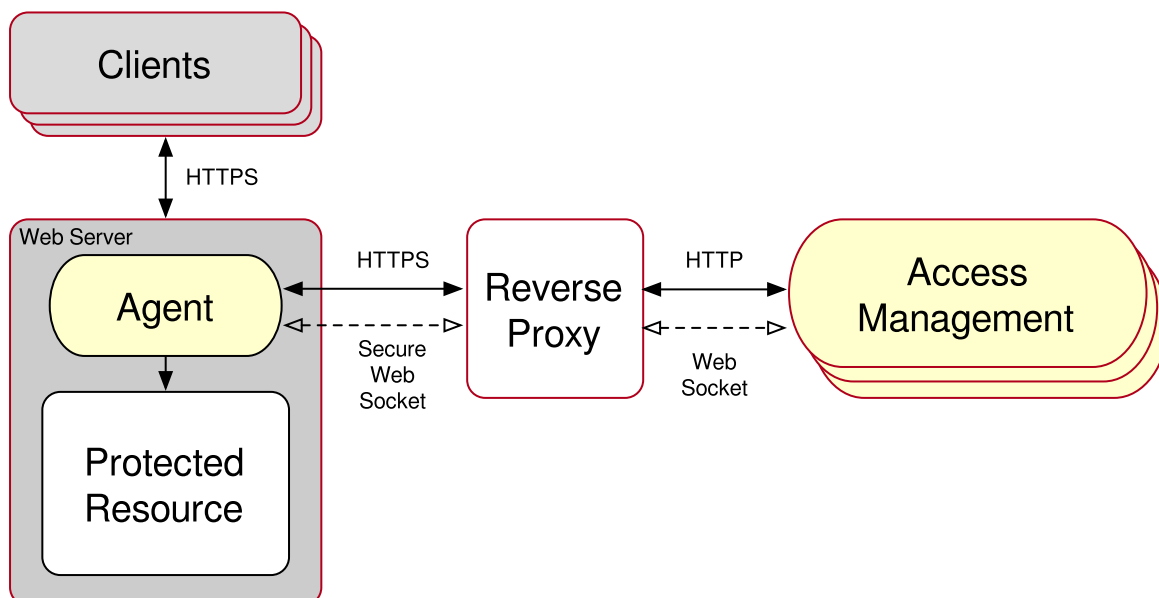 Clients
HTTPS
Web Server
Agent
HTTPS
Secure
Web
Socket
Reverse
Proxy
HTTP
Web
Socket
Access
Management
Protected
Resource